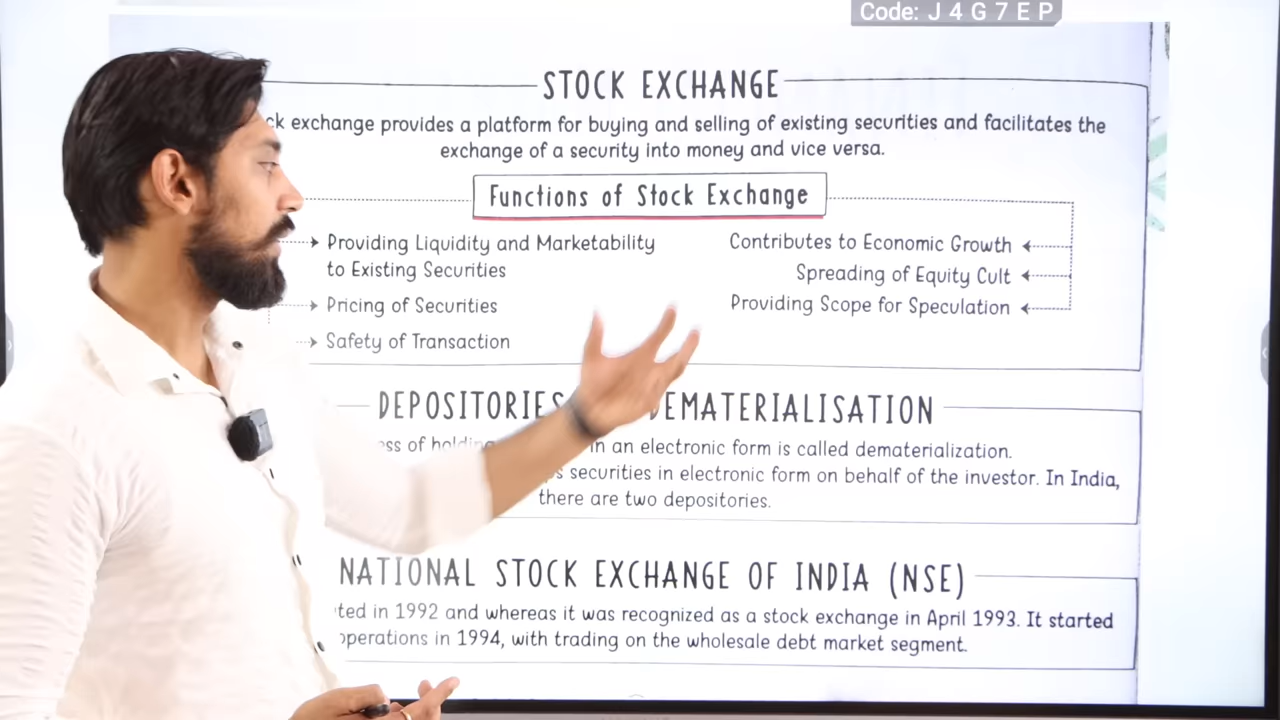 Code: J 4 G 7 E P
STOCK EXCHANGE
ck exchange provides a platform for buying and selling of existing securities and facilitates the
exchange of a security into money and vice versa.
Functions of Stock Exchange
Providing Liquidity and Marketability
to Existing Securities
Pricing of Securities
Safety of Transaction
Contributes to Economic Growth
Spreading of Equity Cult
Providing Scope for Speculation
DEPOSITORIES DEMATERIALISATION
ess of holding in an electronic form is called dematerialization.
s securities in electronic form on behalf of the investor. In India,
there are two depositories.
NATIONAL STOCK EXCHANGE OF INDIA (NSE)
ted in 1992 and whereas it was recognized as a stock exchange in April 1993. It started
operations in 1994, with trading on the wholesale debt market segment.